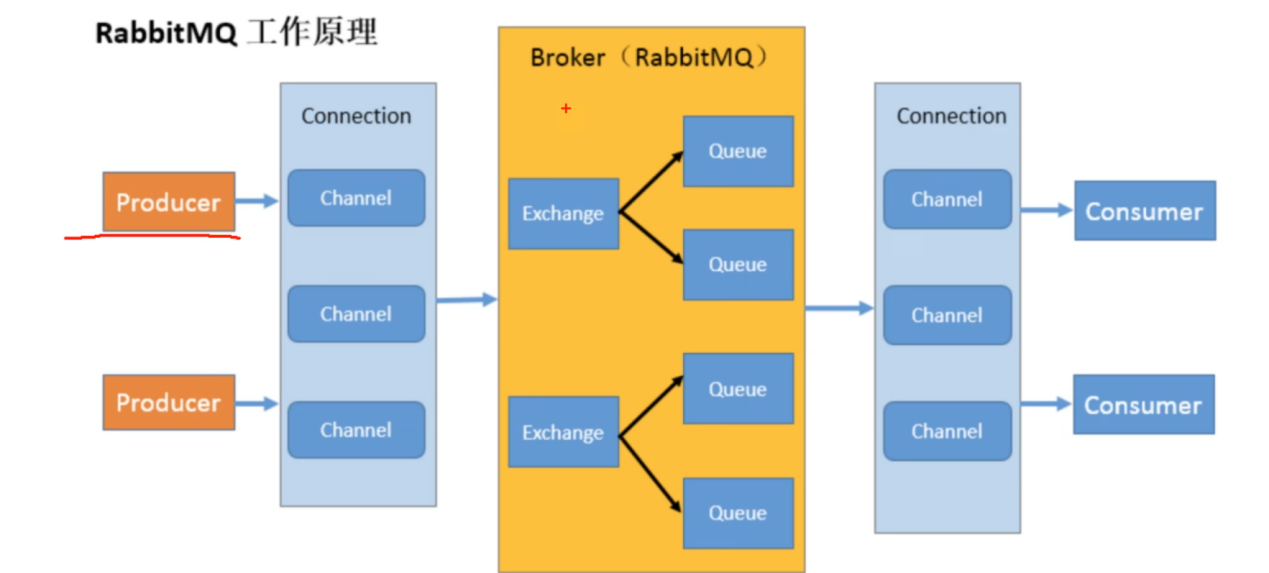 RabbitMQ 工作原理
Broker（RabbitMQ）
Connection
Connection
Producer
Channel
Exchange
Queue
Queue
Channel
Consumer
Channel
Channel
Producer
Channel
Exchange
Queue
Queue
Channel
Consumer